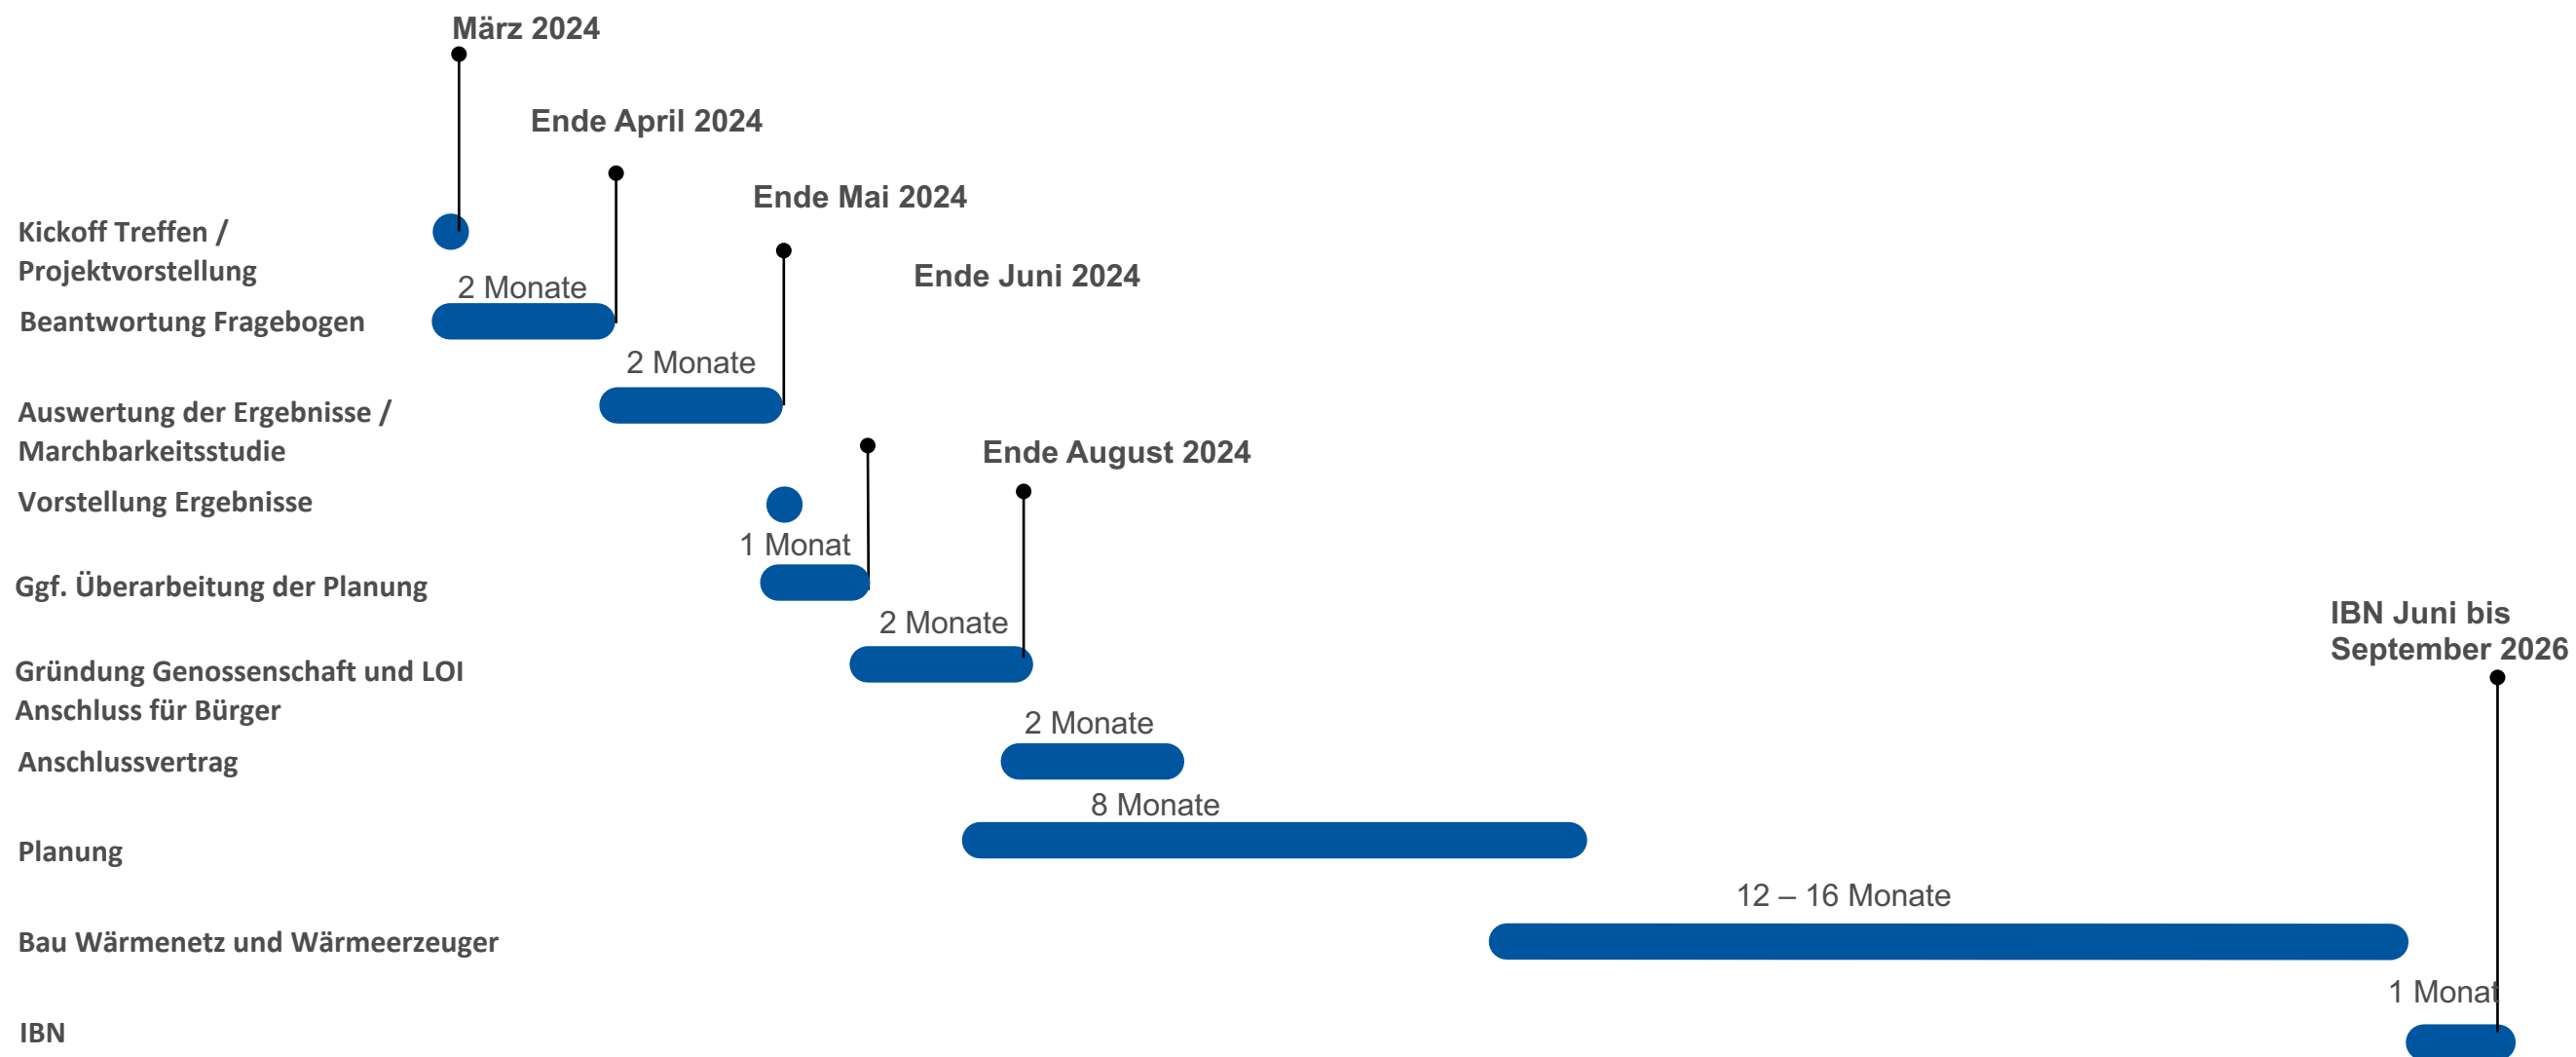 März 2024
Ende April 2024
Ende Mai 2024
Kickoff Treffen /
Projektvorstellung
Ende Juni 2024
2 Monate
Beantwortung Fragebogen
2 Monate
Auswertung der Ergebnisse /
Marchbarkeitsstudie
Ende August 2024
Vorstellung Ergebnisse
1 Monat
Ggf. Überarbeitung der Planung
2 Monate
IBN Juni bis
September 2026
Gründung Genossenschaft und LOI
Anschluss für Bürger
2 Monate
Anschlussvertrag
8 Monate
Planung
12 – 16 Monate
Bau Wärmenetz und Wärmeerzeuger
1 Monat
IBN